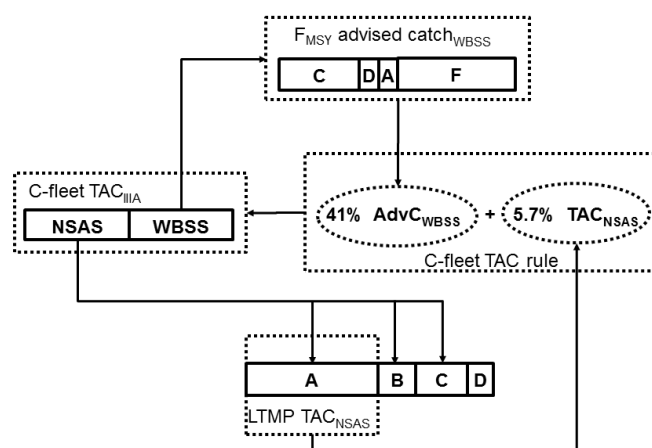 FMSY advised catchWBSS
C D A F
C-fleet TACIIIA
NSAS WBSS
41% AdvCWBSS + 5.7% TACNSAS
C-fleet TAC rule
A B C D
LTMP TACNSAS